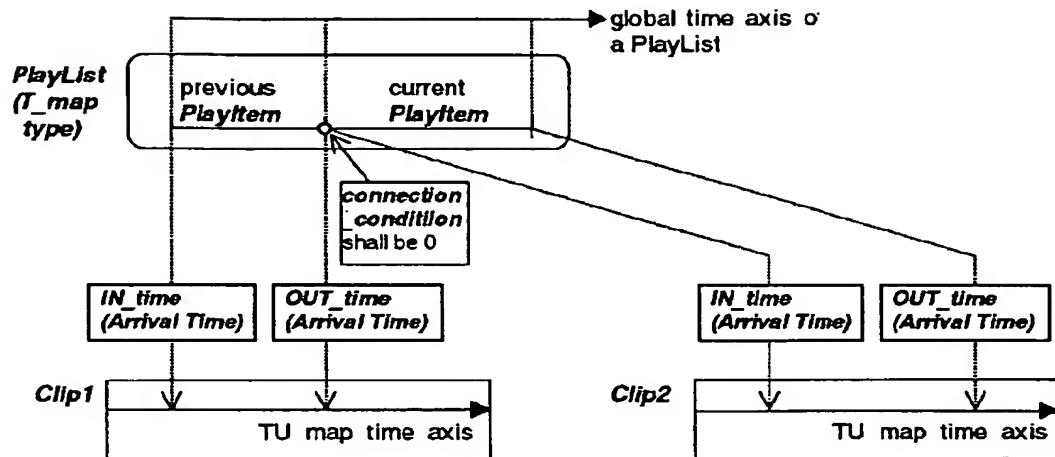 global time axis o
a PlayList
PlayList
(T_map
type)
previous
PlayItem
current
PlayItem
connection
_condition
shall be 0
IN_time
(Arrival Time)
OUT_time
(Arrival Time)
IN_time
(Arrival Time)
OUT_time
(Arrival Time)
Clip1
TU map time axis
Clip2
TU map time axis